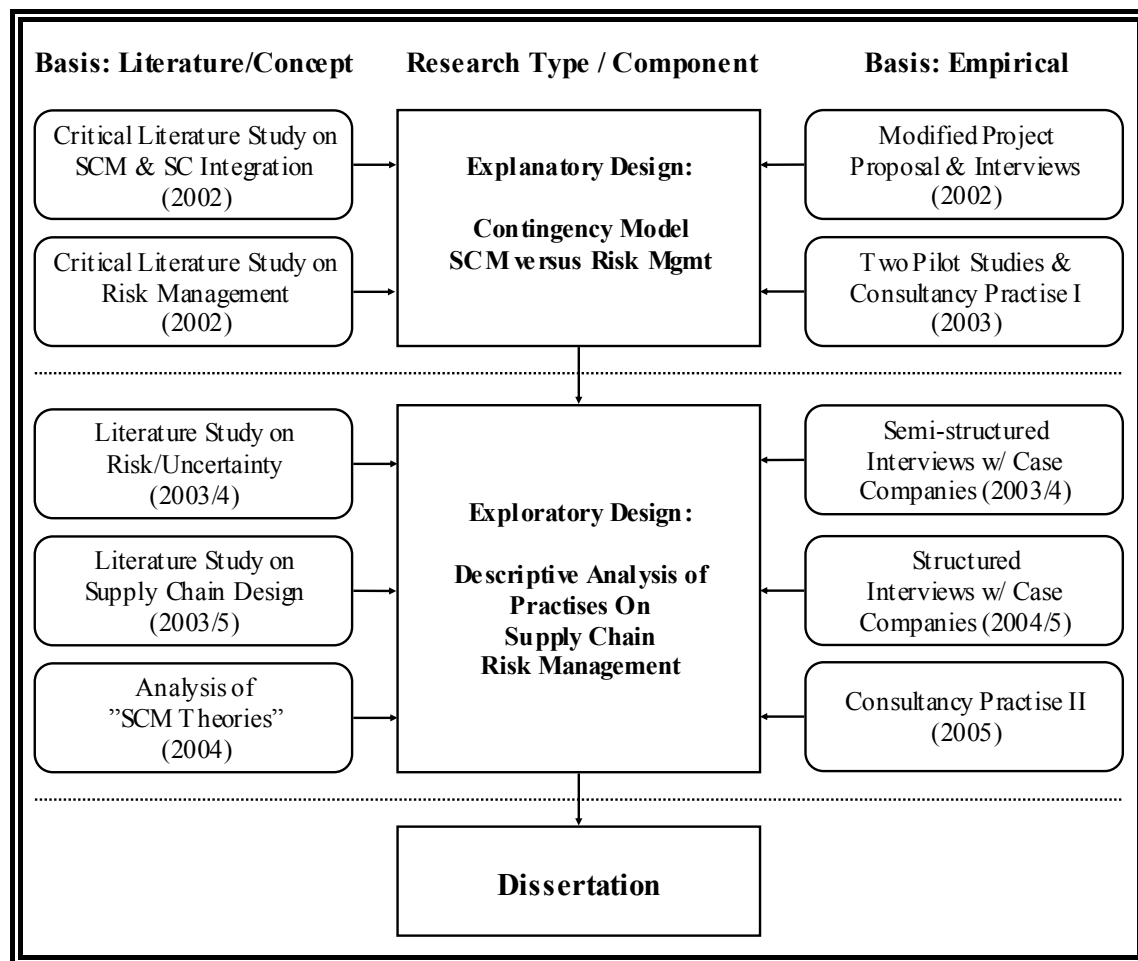 Basis: Literature/Concept
Research Type / Component
Basis: Empirical
Critical Literature Study on
SCM & SC Integration
(2002)
Critical Literature Study on
Risk Management
(2002)
Explanatory Design:
Contingency Model
SCM versus Risk Mgmt
Modified Project
Proposal & Interviews
(2002)
Two Pilot Studies &
Consultancy Practise I
(2003)
Literature Study on
Risk/Uncertainty
(2003/4)
Literature Study on
Supply Chain Design
(2003/5)
Analysis of
”SCM Theories”
(2004)
Exploratory Design:
Descriptive Analysis of
Practises On
Supply Chain
Risk Management
Semi-structured
Interviews w/ Case
Companies (2003/4)
Structured
Interviews w/ Case
Companies (2004/5)
Consultancy Practise II
(2005)
Dissertation